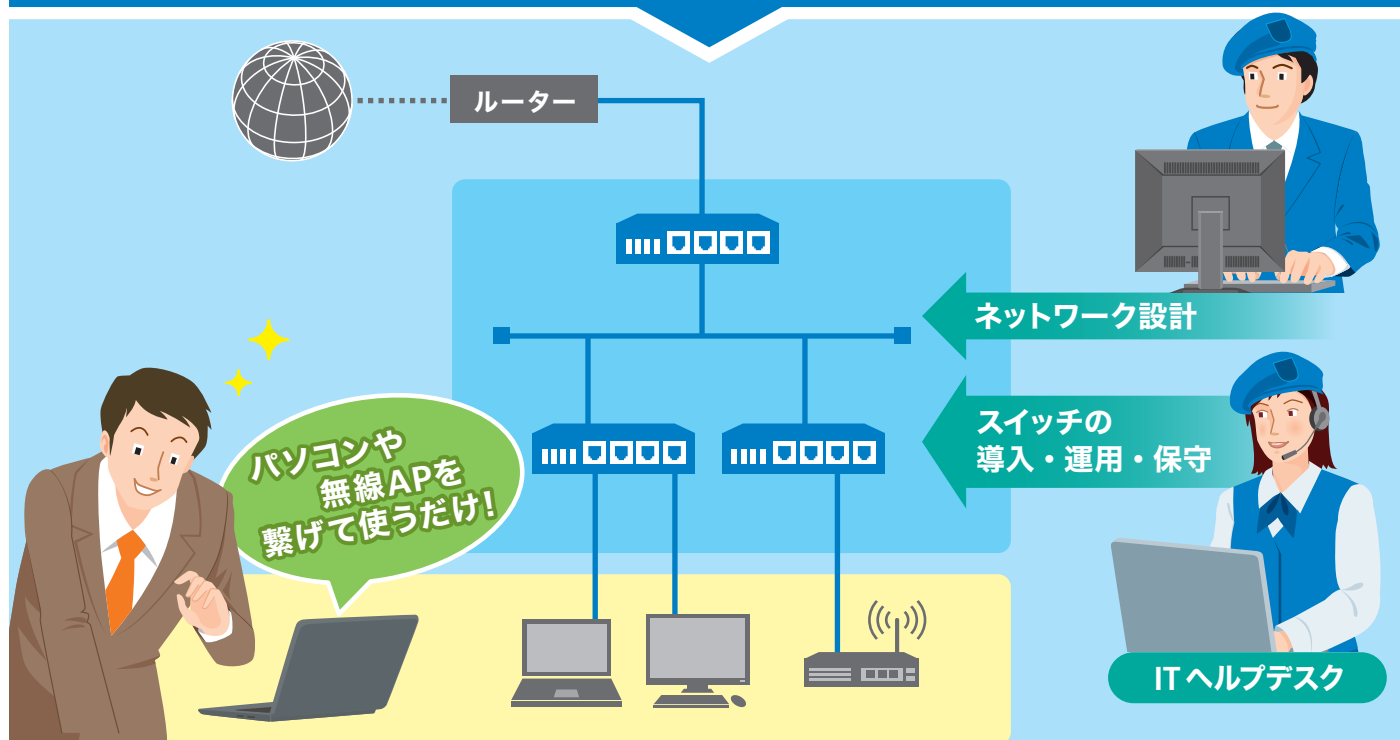 ルーター
ネットワーク設計
スイッチの
導入・運用・保守
パソコンや
無線APを
繋げて使うだけ！
IT ヘルプデスク